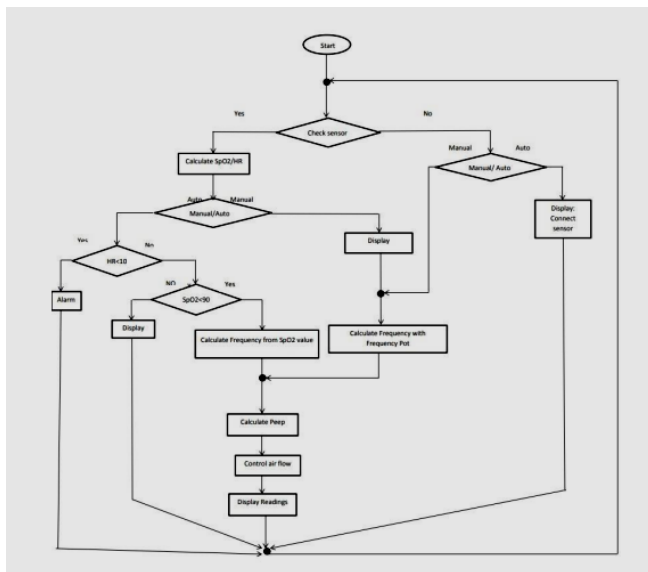 Start
Yes
No
Check sensor
Manual
Auto
Calculate SpO2/HR
Manual/ Auto
Auto
Manual
Manual/Auto
Display:
Connect
sensor
Yes
No
Display
HR<10
NO
Yes
Alarm
SpO2<90
Display
Calculate Frequency from SpO2 value
Calculate Frequency with
Frequency Pot
Calculate Peep
Control air flow
Display Readings